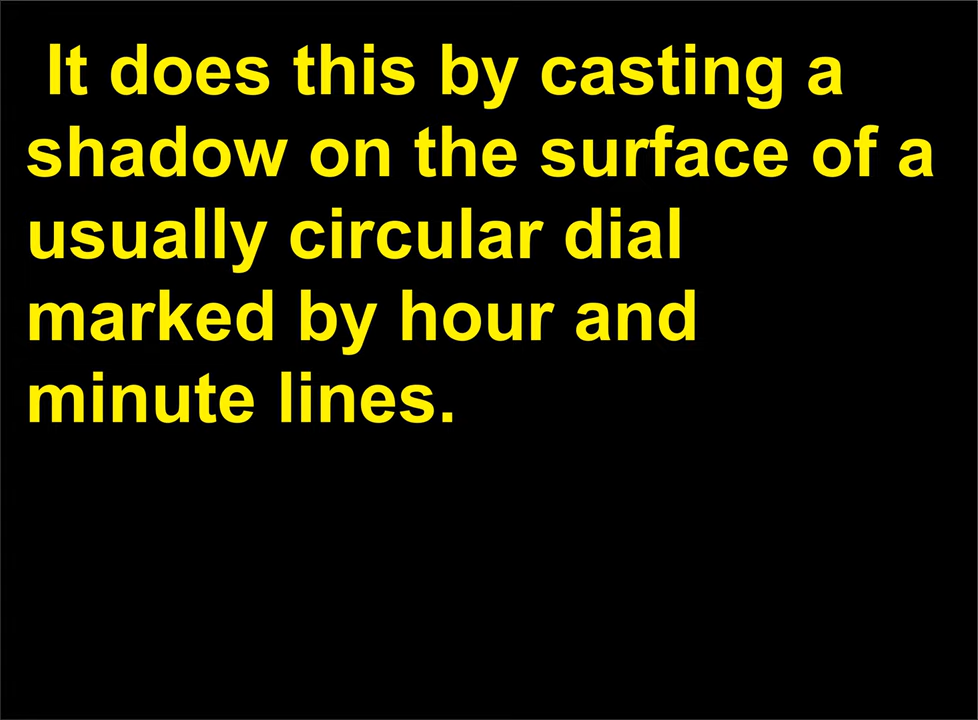 It does this by casting a
shadow on the surface of a
usually circular dial
marked by hour and
minute lines.